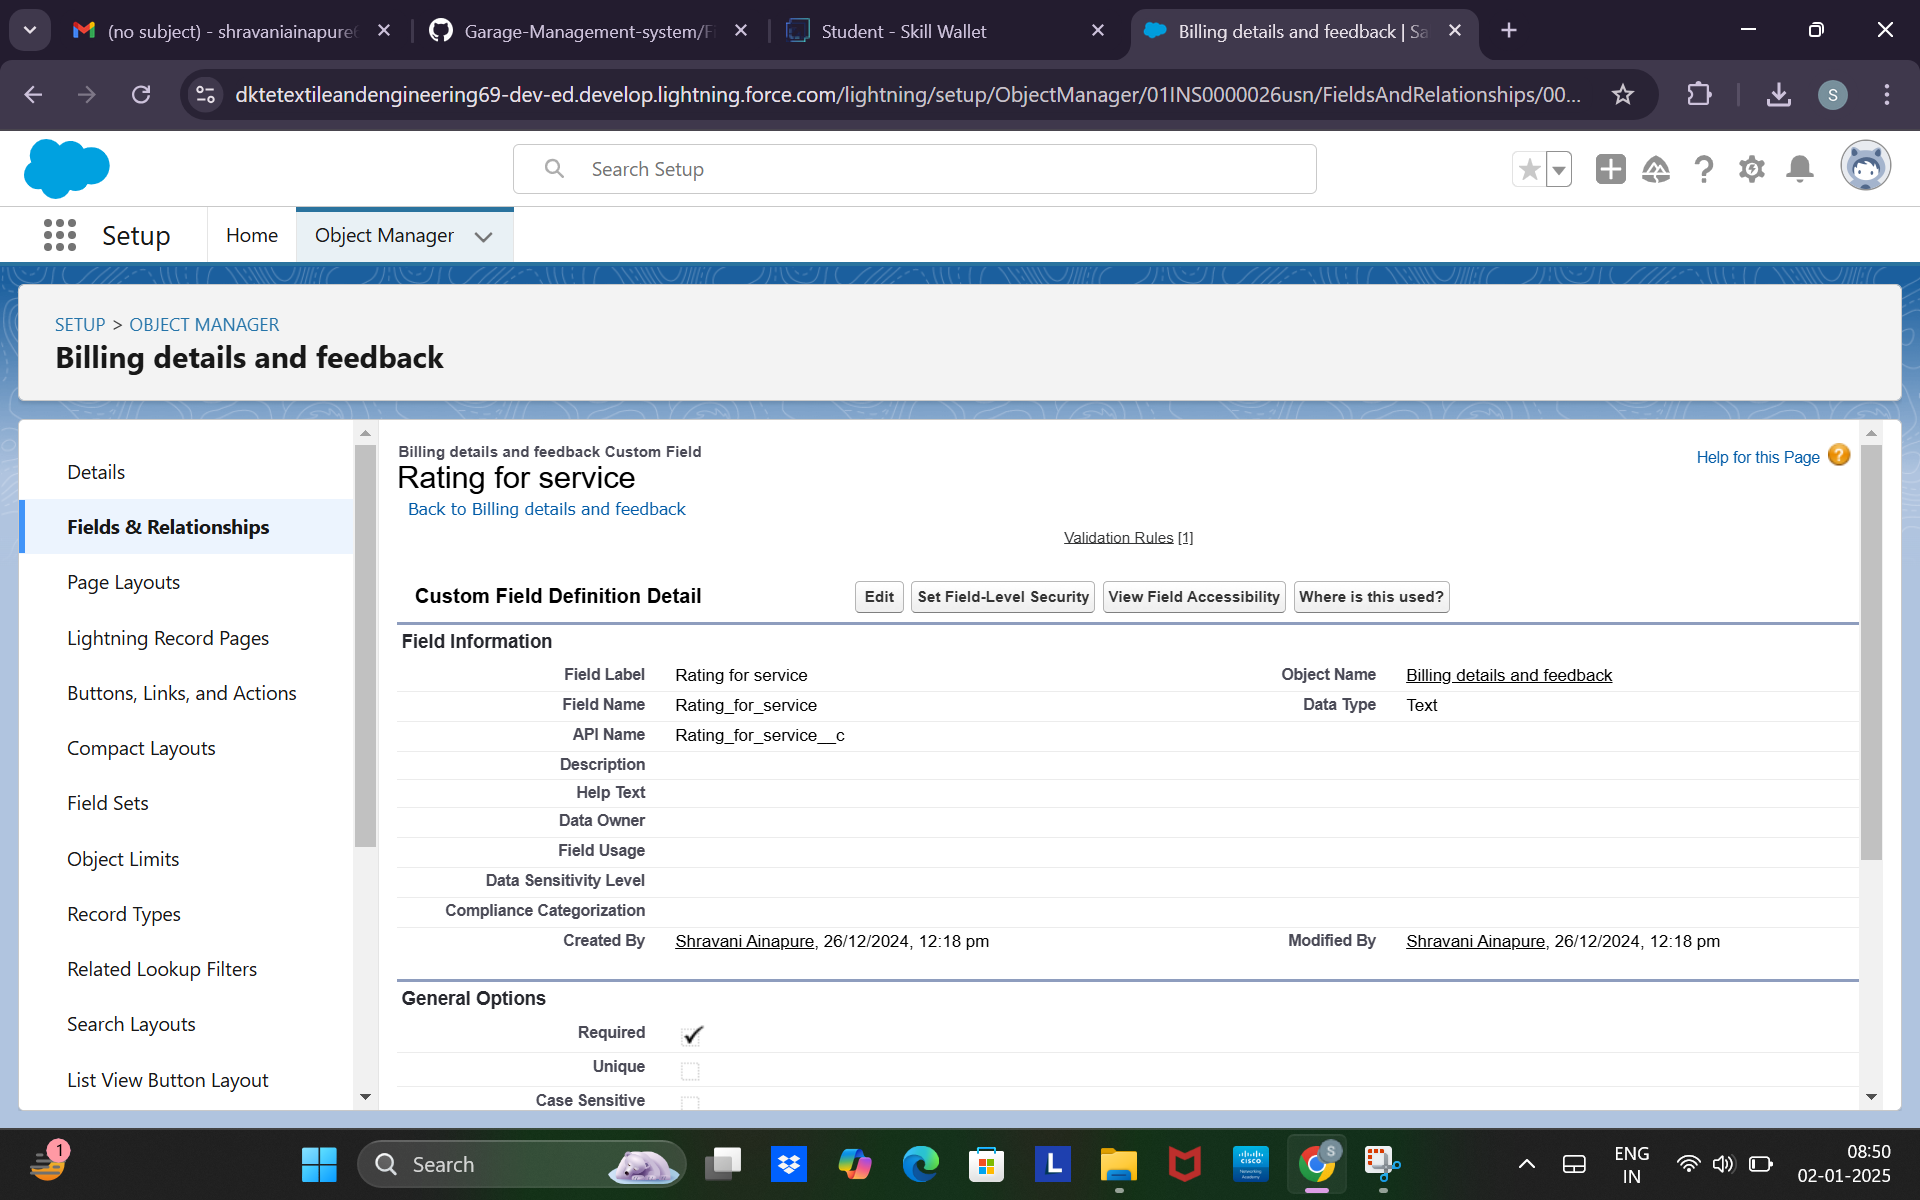 (no subject) - shravaniainapure
Garage-Management-system/Fi
Student - Skill Wallet
Billing details and feedback | Sa
dktetextileandengineering69-dev-ed.develop.lightning.force.com/lightning/setup/ObjectManager/01INS0000026usn/FieldsAndRelationships/00...
S
Search Setup
Setup
Home
Object Manager
SETUP > OBJECT MANAGER
Billing details and feedback
Details
Fields & Relationships
Page Layouts
Lightning Record Pages
Buttons, Links, and Actions
Compact Layouts
Field Sets
Object Limits
Record Types
Related Lookup Filters
Search Layouts
List View Button Layout
Billing details and feedback Custom Field
Rating for service
Back to Billing details and feedback
Help for this Page ?
Validation Rules [1]
Custom Field Definition Detail
Edit
Set Field-Level Security
View Field Accessibility
Where is this used?
Field Information
Field Label Rating for service Object Name Billing details and feedback
Field Name Rating_for_service Data Type Text
API Name Rating_for_service__c
Description
Help Text
Data Owner
Field Usage
Data Sensitivity Level
Compliance Categorization
Created By Shravani Ainapure, 26/12/2024, 12:18 pm Modified By Shravani Ainapure, 26/12/2024, 12:18 pm
General Options
Required
Unique
Case Sensitive
1
Search
L
CISCO
S
ENG
IN
08:50
02-01-2025